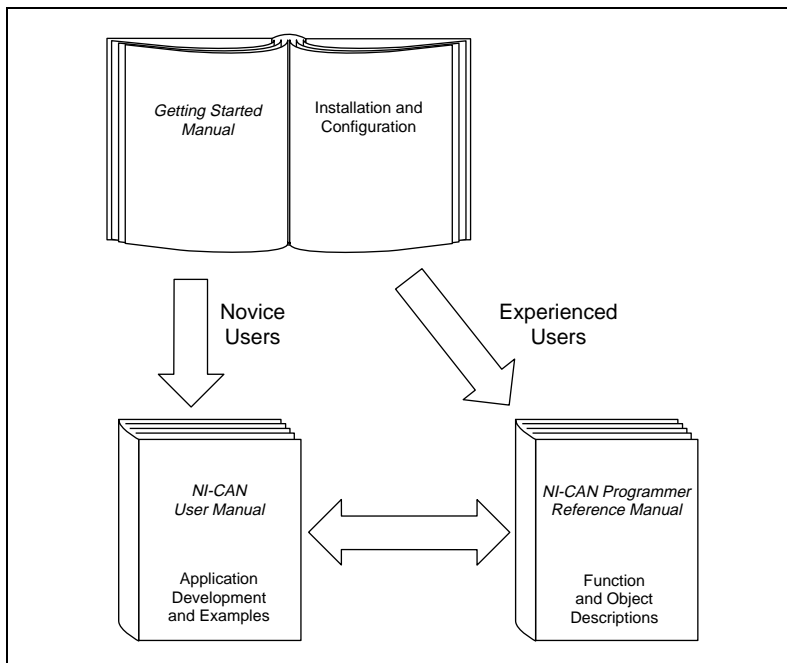 Getting Started
Manual
Installation and
Configuration
Novice
Users
Experienced
Users
NI-CAN
User Manual
Application
Development
and Examples
NI-CAN Programmer
Reference Manual
Function
and Object
Descriptions